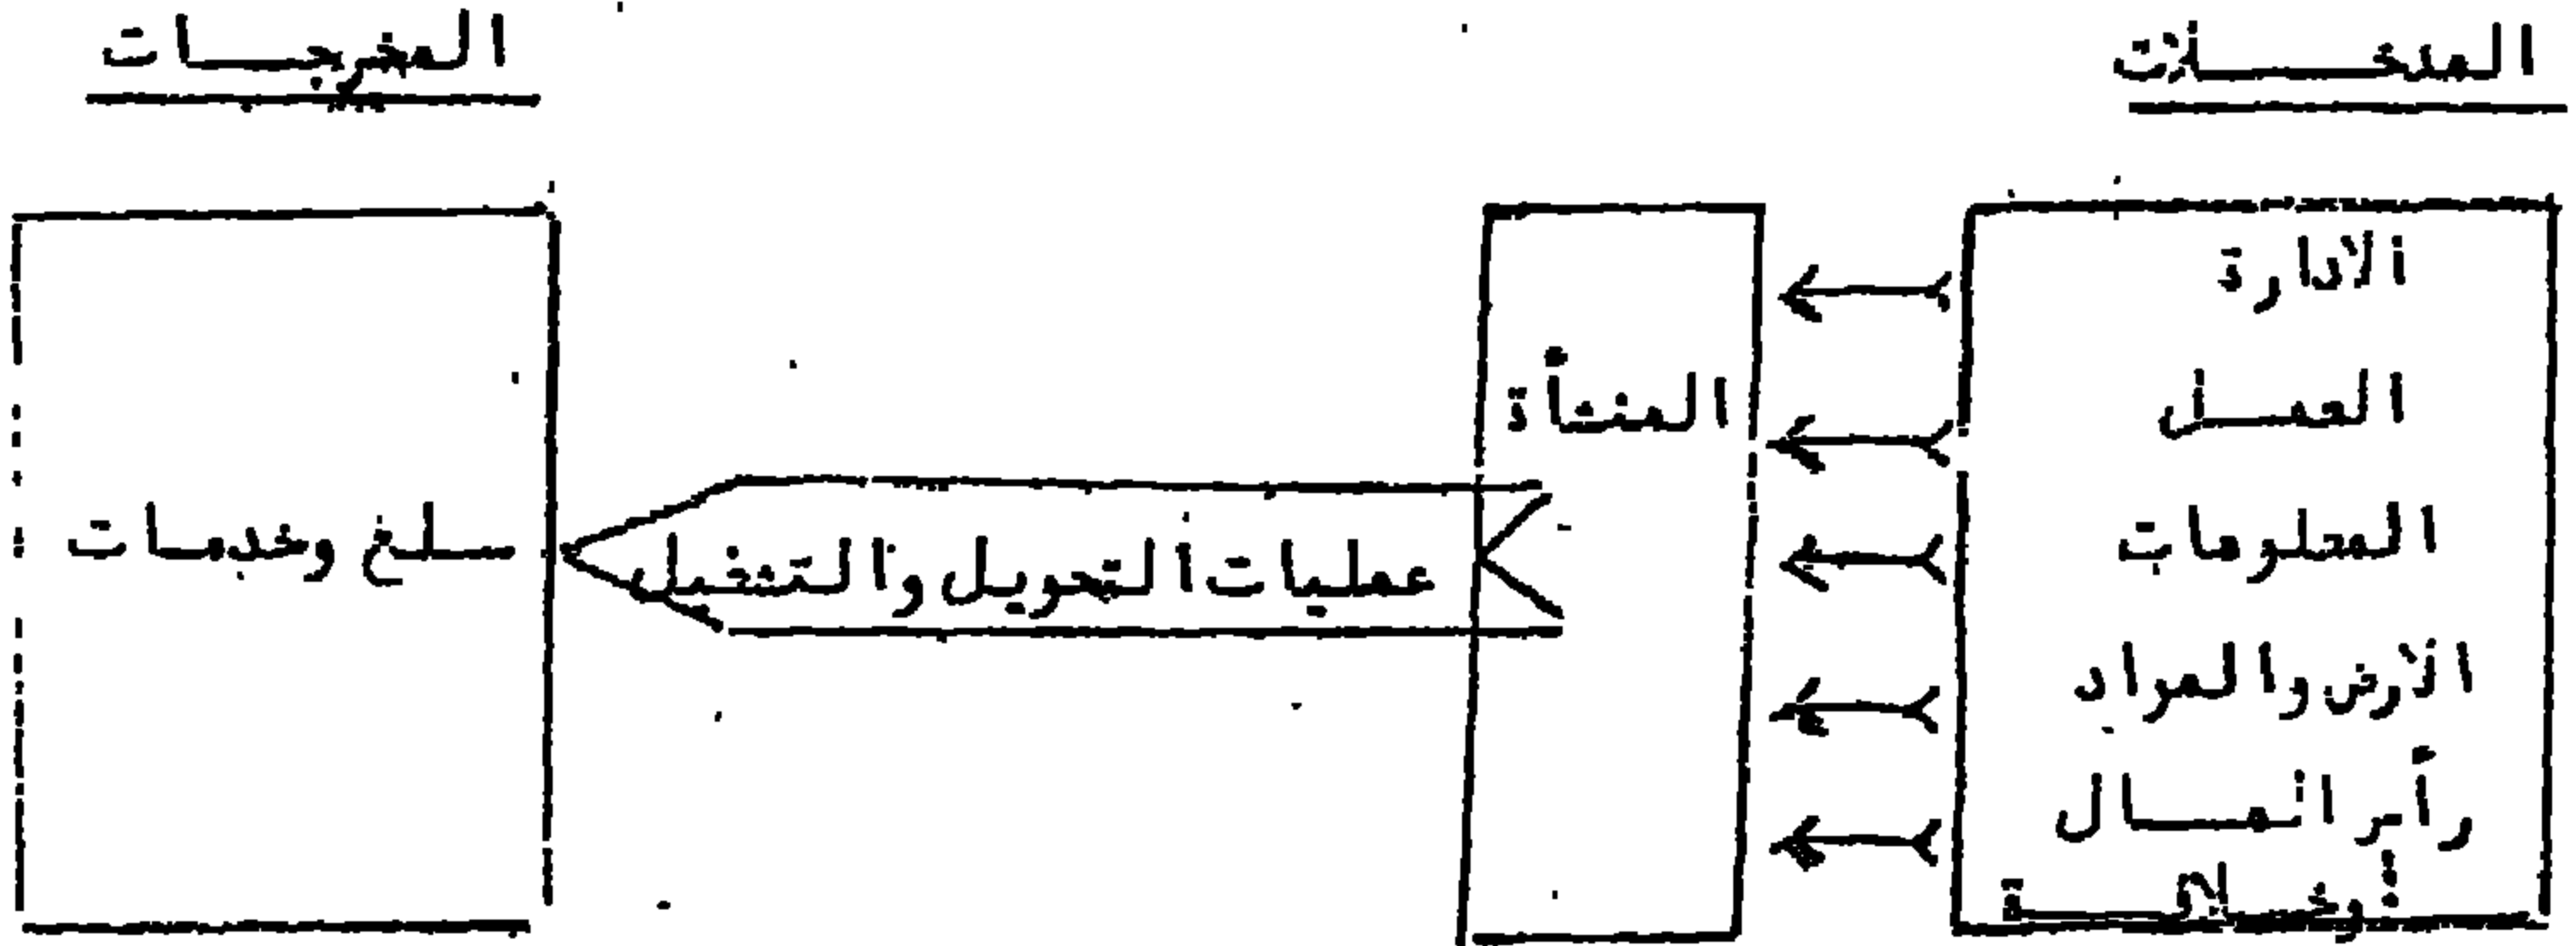 المدخلات
المخرجات
الادارة
العمل
المعلومات
الارض والمواد
رأس المال
المنشأة
عمليات التحويل والتشغيل
سلع وخدمات